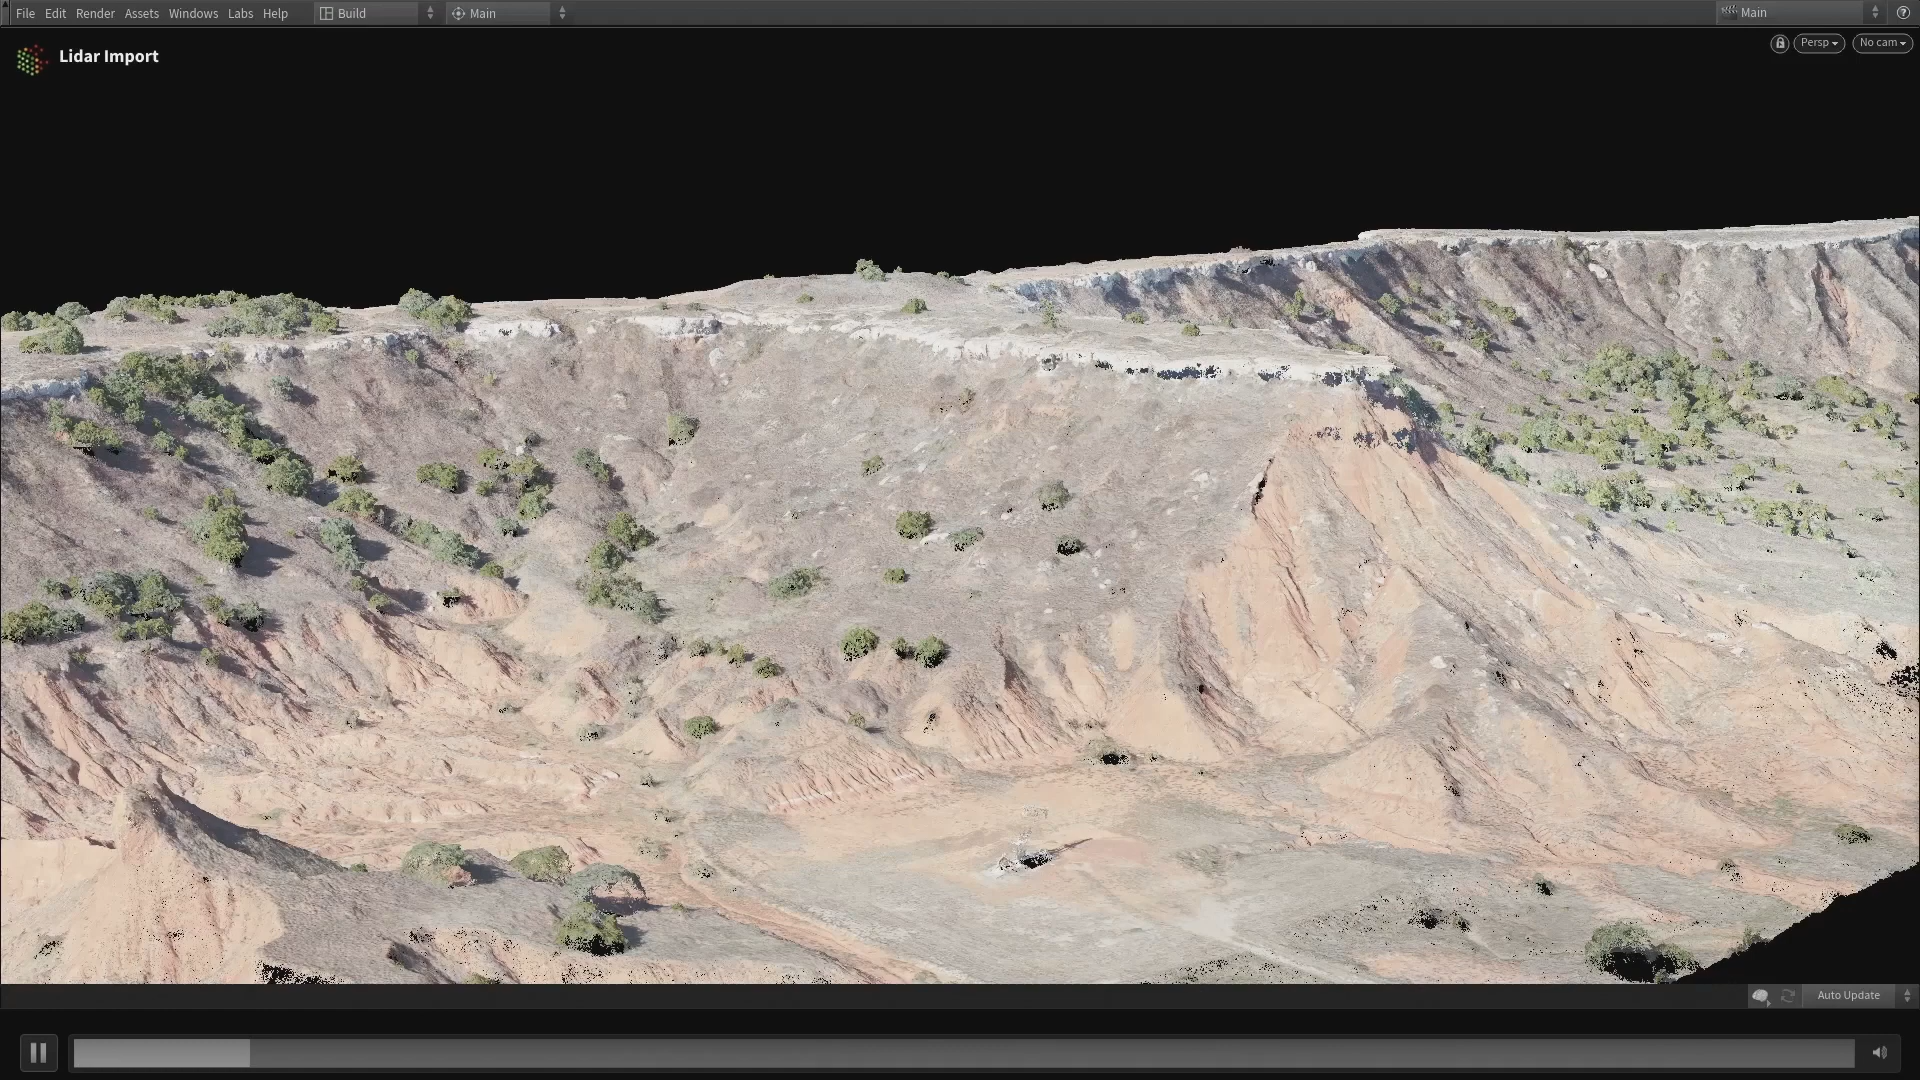 File Edit Render Assets Windows Labs Help Build Main Main
Lidar Import
Persp No cam
Auto Update